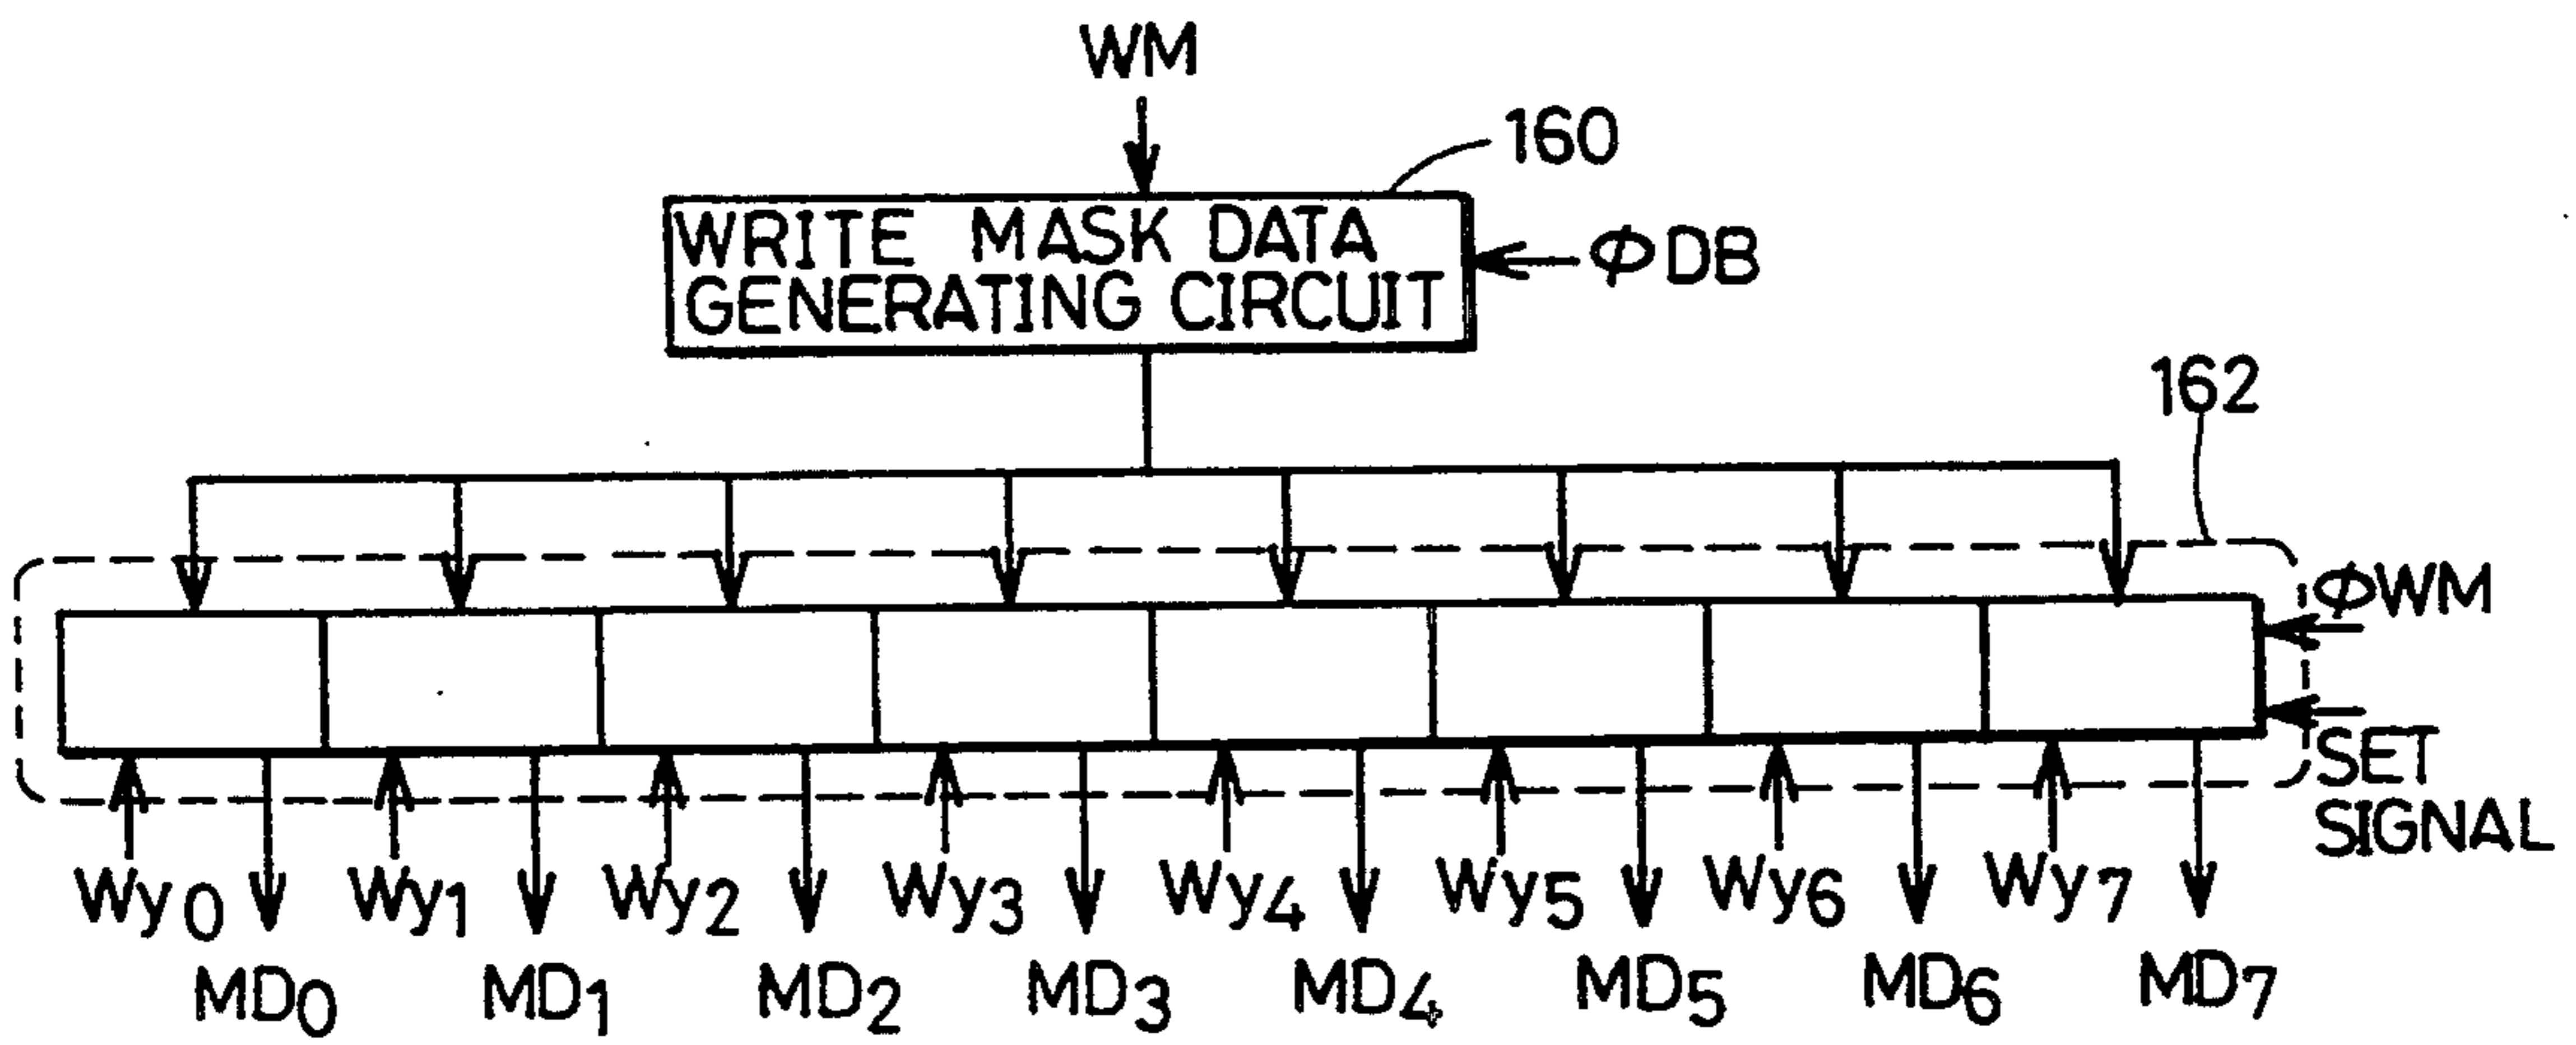 WM
160
WRITE MASK DATA
GENERATING CIRCUIT
ΦDB
162
ΦWM
SET
SIGNAL
Wy0 Wy1 Wy2 Wy3 Wy4 Wy5 Wy6 Wy7
MD0 MD1 MD2 MD3 MD4 MD5 MD6 MD7